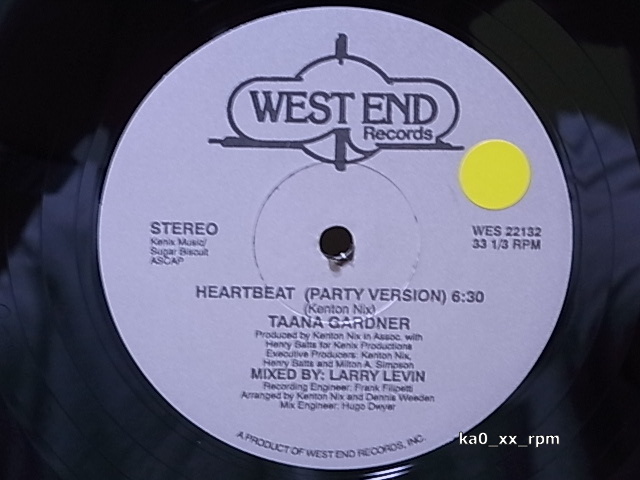 WEST END
Records
STEREO
Kenix Music/
Sugar Biscuit
ASCAP
WES 22132
33 1/3 RPM
HEARTBEAT (PARTY VERSION) 6:30
(Kenton Nix)
TAANA GARDNER
Produced by Kenton Nix in Assoc. with
Henry Batts for Kenix Productions
Executive Producers: Kenton Nix,
Henry Batts and Milton A. Simpson
MIXED BY: LARRY LEVIN
Recording Engineer: Frank Filipetti
Arranged by Kenton Nix and Dennis Weeden
Mix Engineer: Hugo Dwyer
A PRODUCT OF WEST END RECORDS, INC.
ka0_xx_rpm